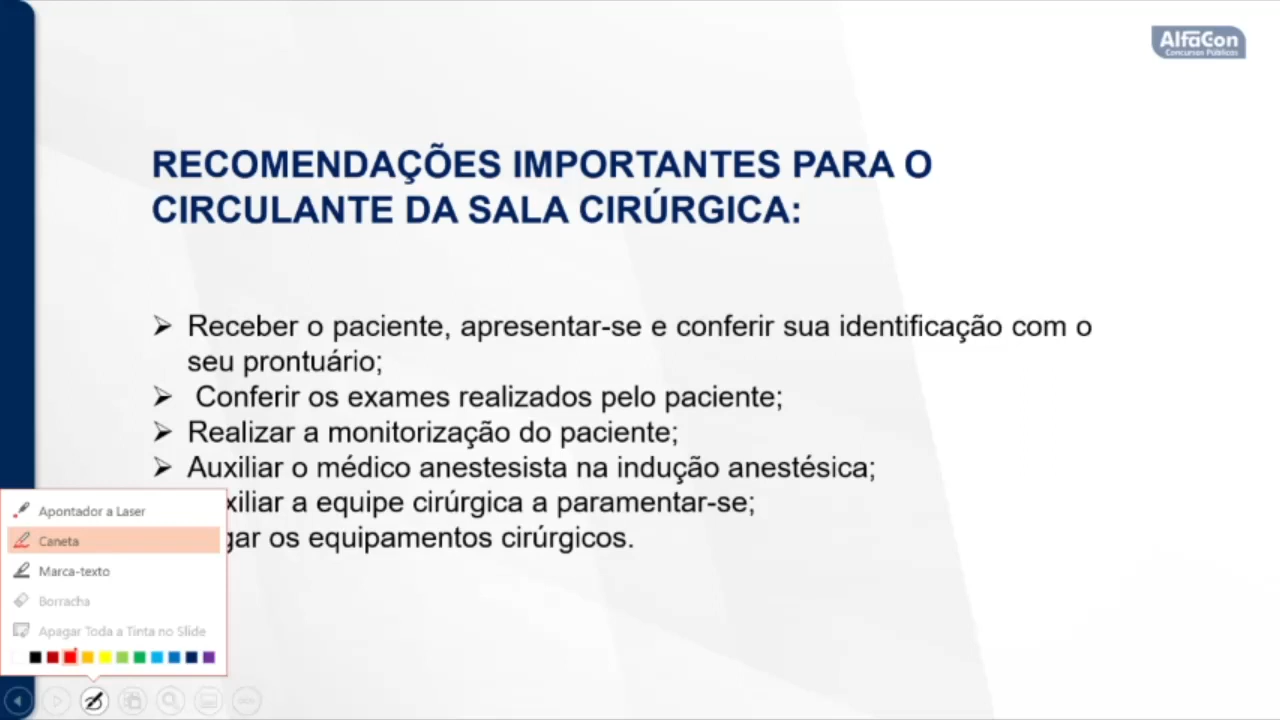 AlfaCon
Concursos Públicos
RECOMENDAÇÕES IMPORTANTES PARA O
CIRCULANTE DA SALA CIRÚRGICA:
➢ Receber o paciente, apresentar-se e conferir sua identificação com o
seu prontuário;
➢ Conferir os exames realizados pelo paciente;
➢ Realizar a monitorização do paciente;
➢ Auxiliar o médico anestesista na indução anestésica;
xiliar a equipe cirúrgica a paramentar-se;
gar os equipamentos cirúrgicos.
Apontador a Laser
Caneta
Marca-texto
Borracha
Apagar Toda a Tinta no Slide